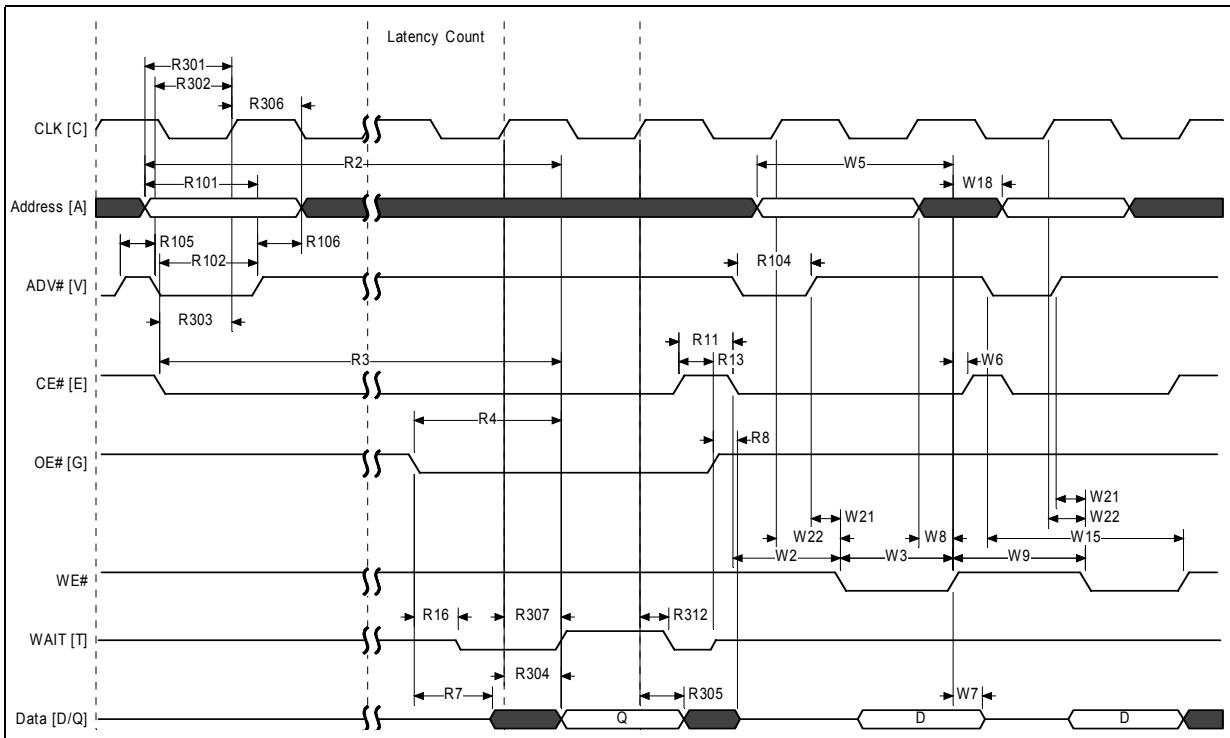 Latency Count
R301
R302
R306
CLK [C]
R2
W5
R101
W18
Address [A]
R105
R106
R102
R104
ADV# [V]
R303
R11
R3
R13
W6
CE# [E]
R4
R8
OE# [G]
W21
W21
W22
W22
W8
W15
W2
W3
W9
WE#
R16
R307
R312
WAIT [T]
R304
R7
R305
W7
Data [D/Q]
Q
D
D